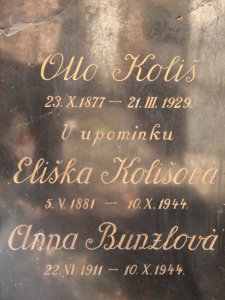 Otto Koliš
23. X. 1877 — 21. III. 1929.
V upomínku
Eliška Kolišová
5. V. 1881 — 10. X. 1944.
Anna Bunzlová
22. VI. 1911 — 10. X. 1944.